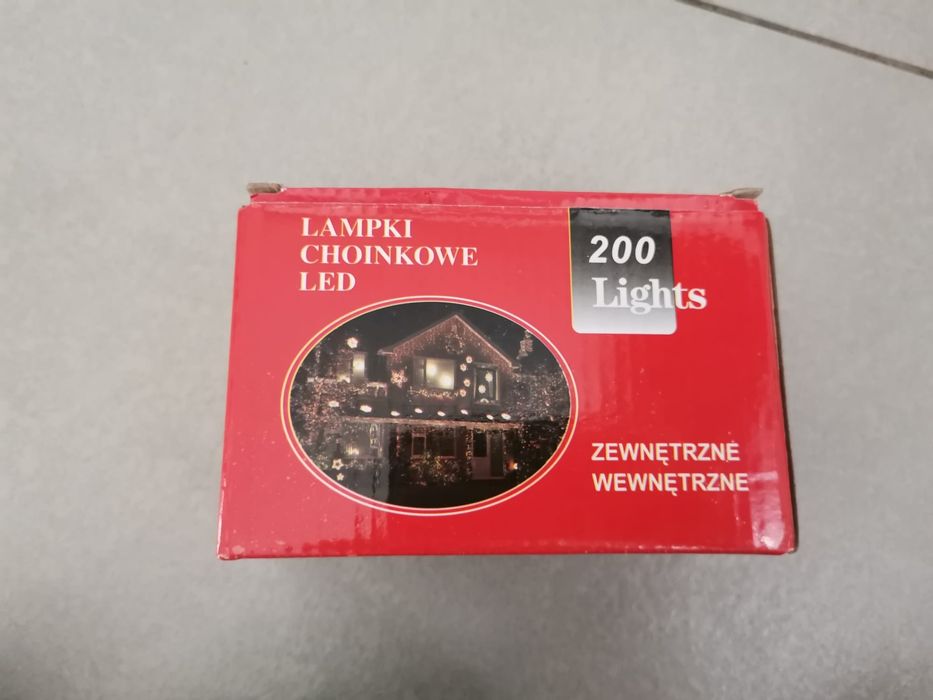 LAMPKI
CHOINKOWE
LED
200
Lights
ZEWNĘTRZNE
WEWNĘTRZNE